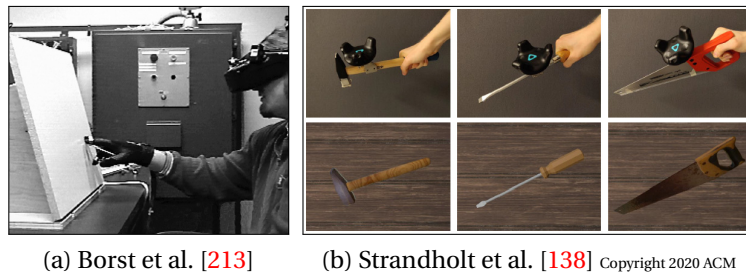 (a) Borst et al. [213]
(b) Strandholt et al. [138] Copyright 2020 ACM